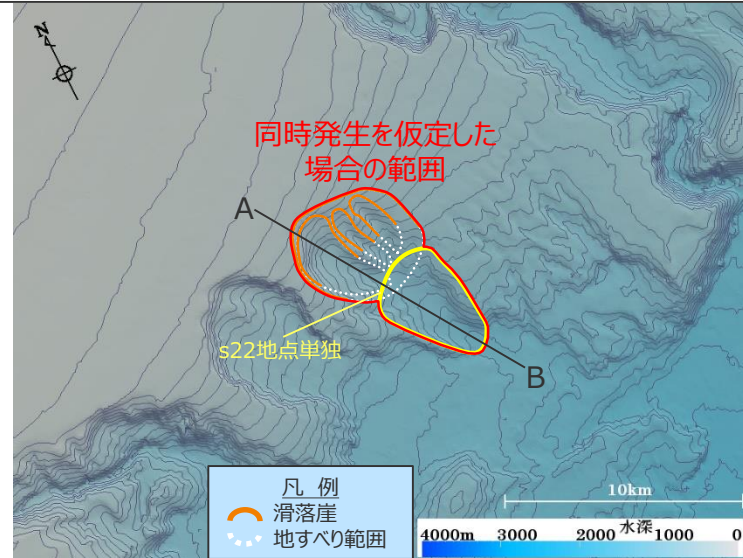 N
同時発生を仮定した
場合の範囲
A
s22地点単独
B
凡 例
滑落崖
地すべり範囲
10km
4000m 3000 2000 水深 1000 0